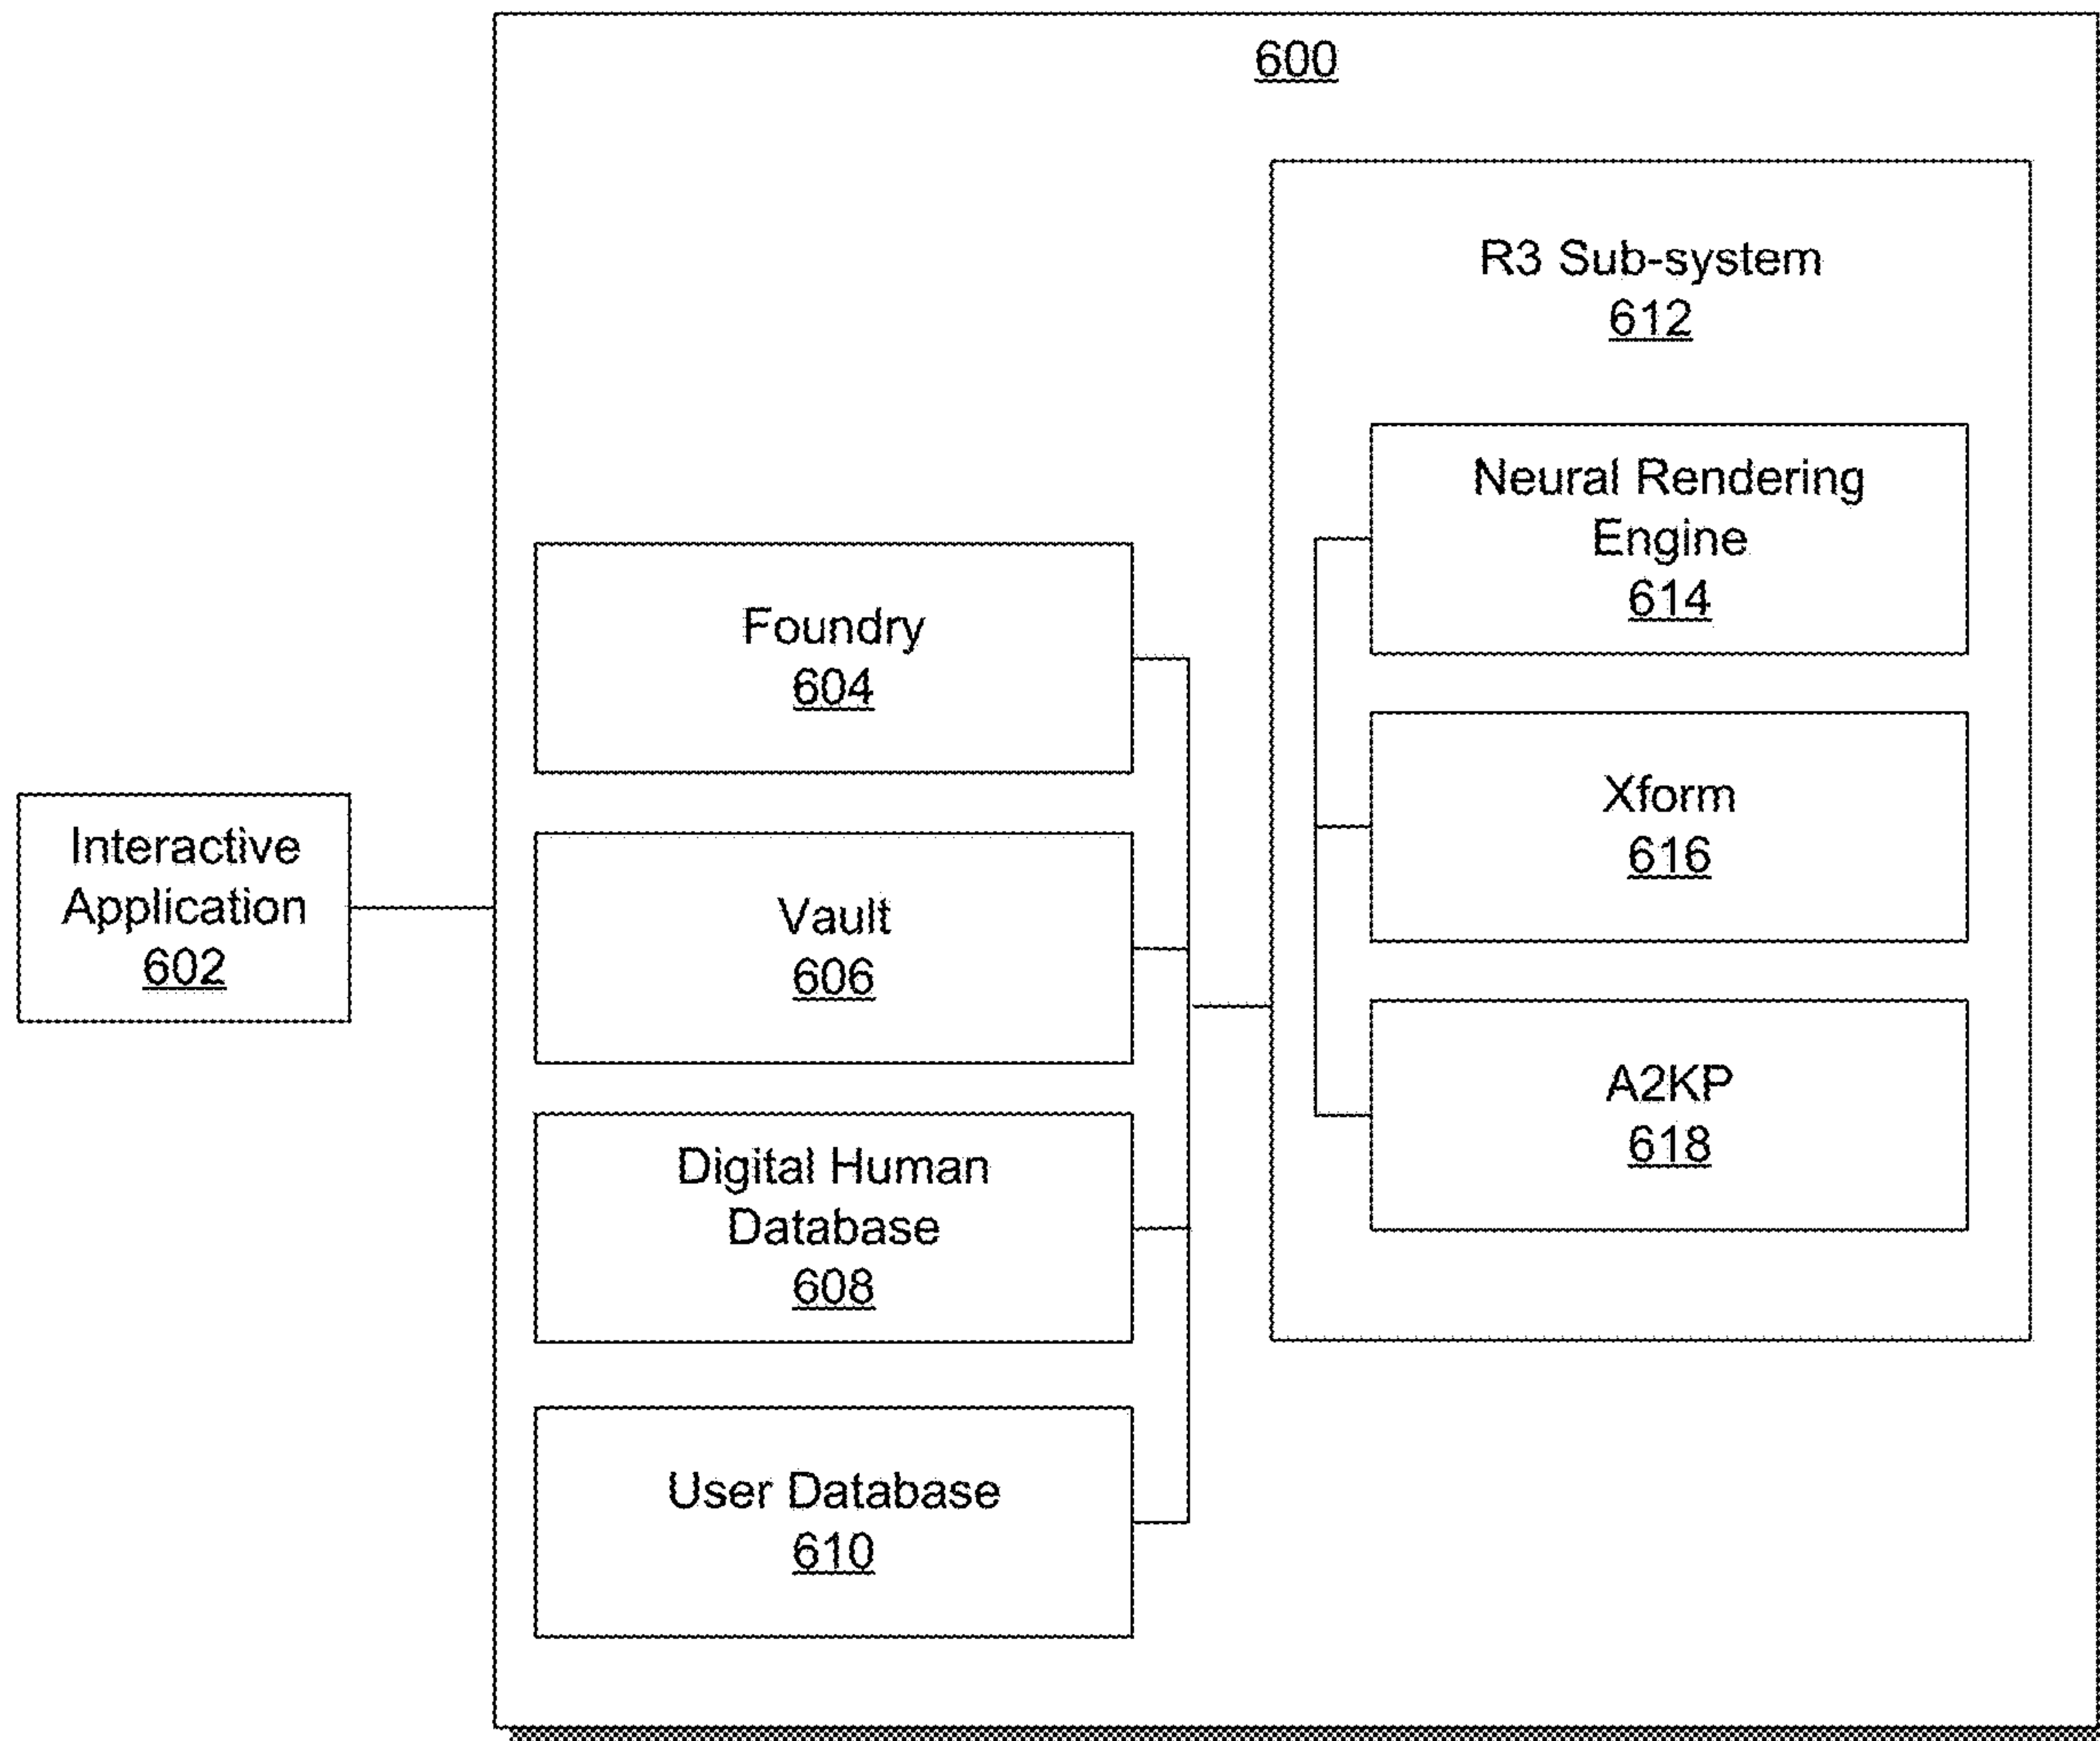 600
R3 Sub-system
612
Neural Rendering
Engine
614
Foundry
604
Xform
616
Interactive
Application
602
Vault
606
A2KP
618
Digital Human
Database
608
User Database
610